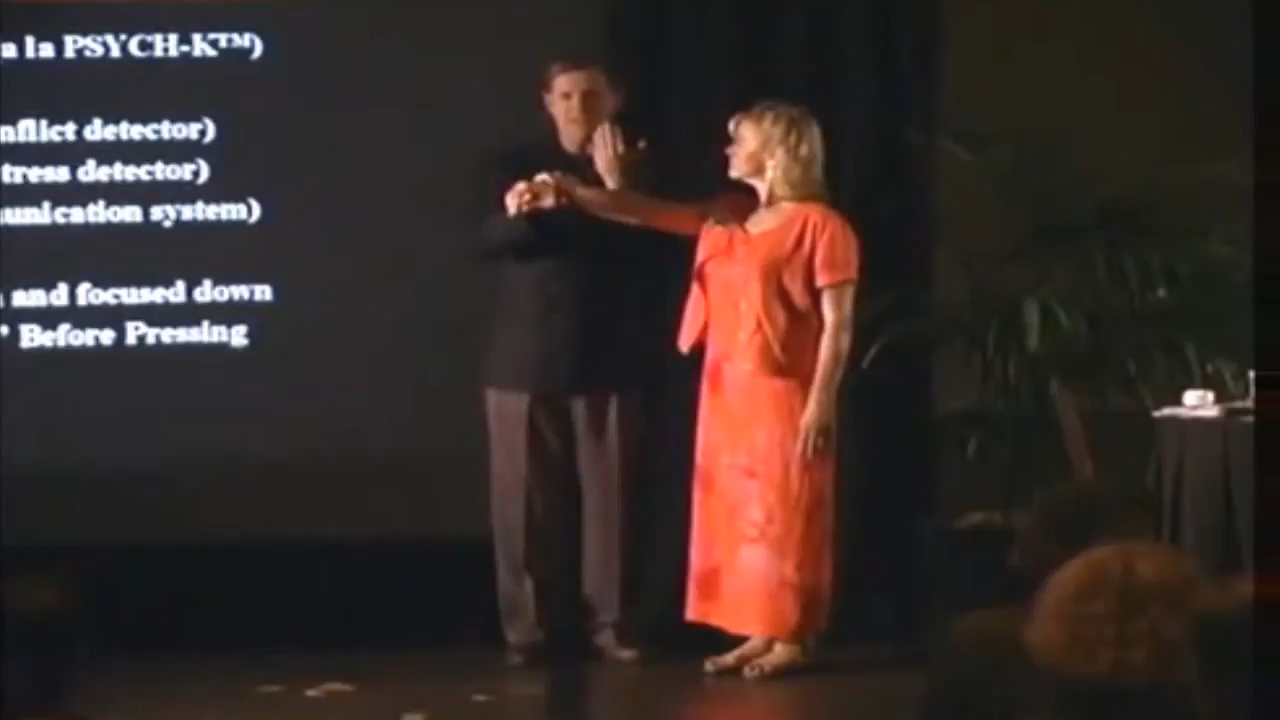 a la PSYCH-K™)
nflict detector)
tress detector)
unication system)
and focused down
" Before Pressing